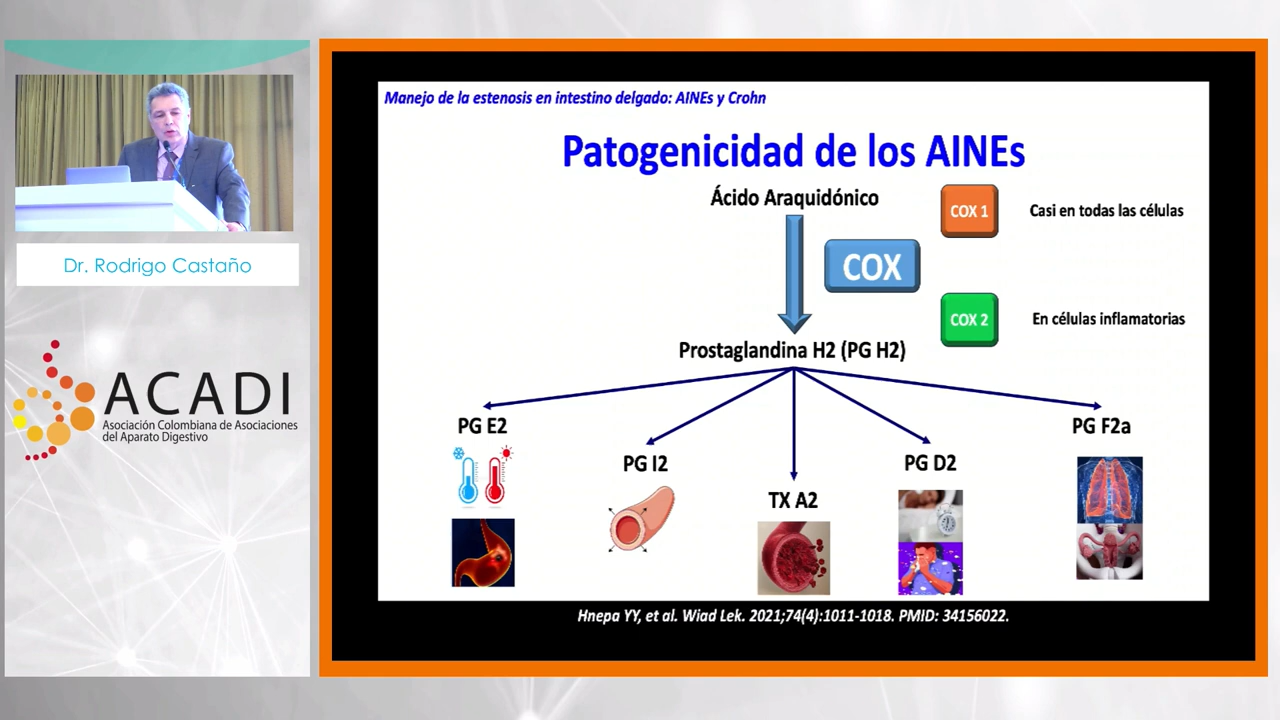 Dr. Rodrigo Castaño
ACADI
Asociación Colombiana de Asociaciones
del Aparato Digestivo
Manejo de la estenosis en intestino delgado: AINEs y Crohn
Patogenicidad de los AINEs
Ácido Araquidónico
COX
COX 1
Casi en todas las células
COX 2
En células inflamatorias
Prostaglandina H2 (PG H2)
PG E2
PG I2
TX A2
PG D2
PG F2a
Hnepa YY, et al. Wiad Lek. 2021;74(4):1011-1018. PMID: 34156022.